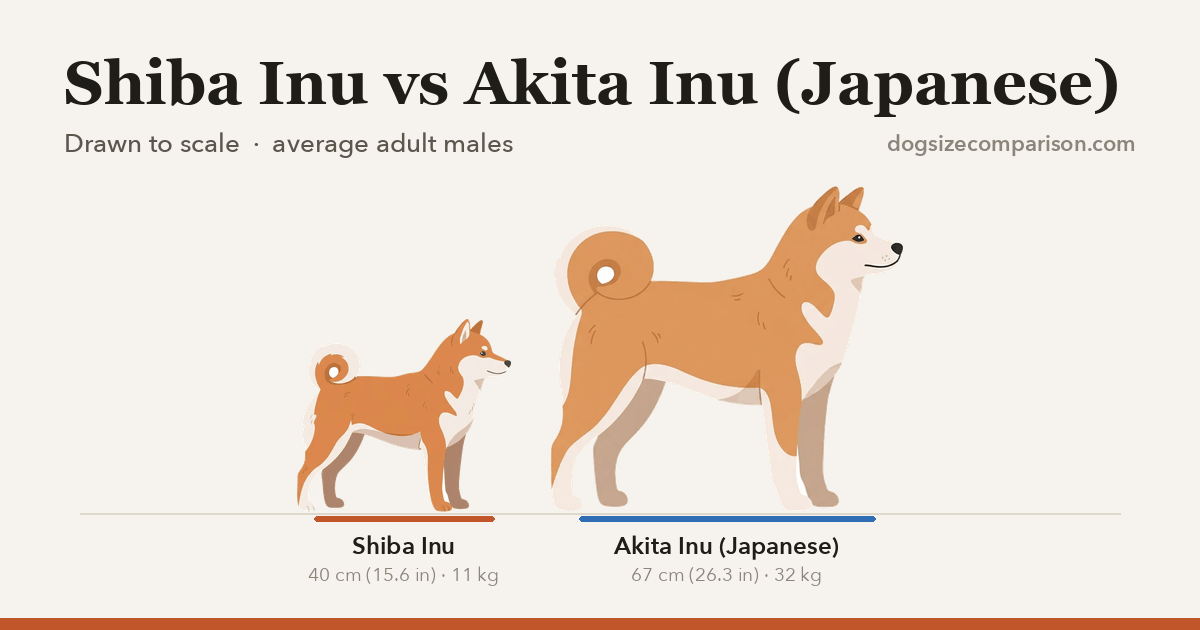 Shiba Inu vs Akita Inu (Japanese)
Drawn to scale · average adult males
dogsizecomparison.com
Shiba Inu
40 cm (15.6 in) · 11 kg
Akita Inu (Japanese)
67 cm (26.3 in) · 32 kg